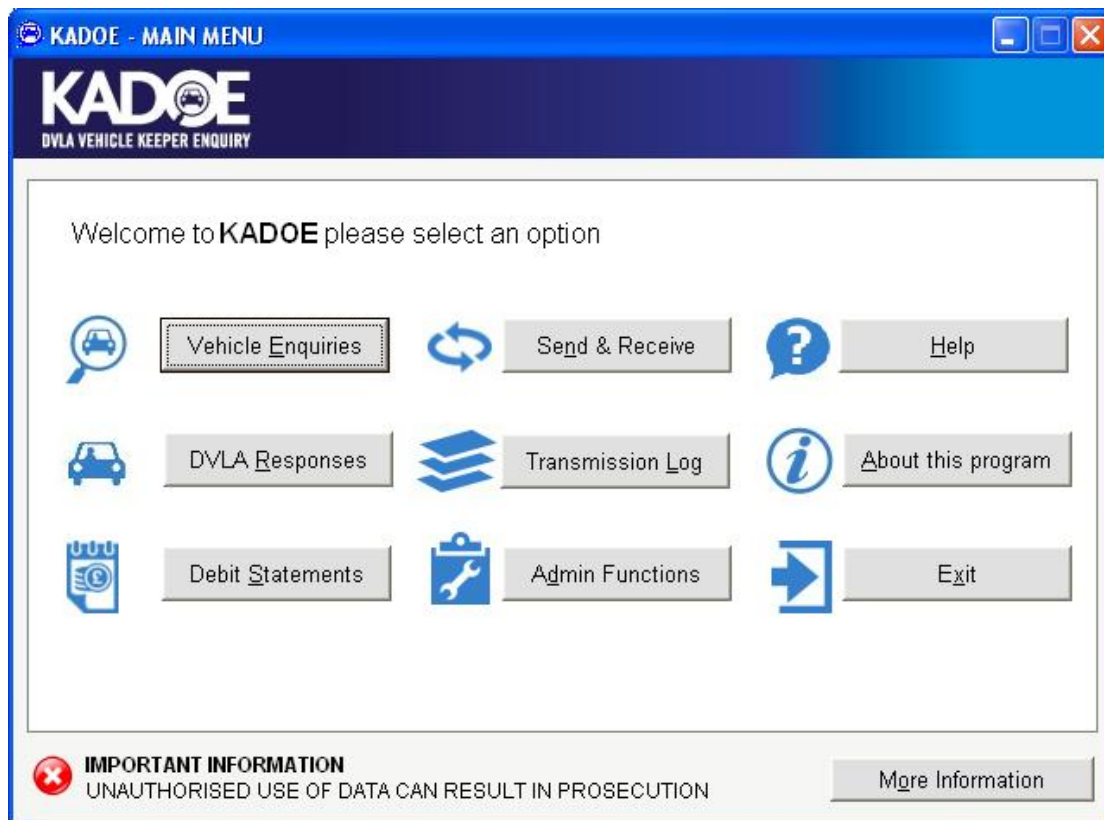 KADOE - MAIN MENU
KADOE
DVLA VEHICLE KEEPER ENQUIRY
Welcome to KADOE please select an option
Vehicle Enquiries
Send & Receive
Help
DVLA Responses
Transmission Log
About this program
Debit Statements
Admin Functions
Exit
IMPORTANT INFORMATION
UNAUTHORISED USE OF DATA CAN RESULT IN PROSECUTION
More Information